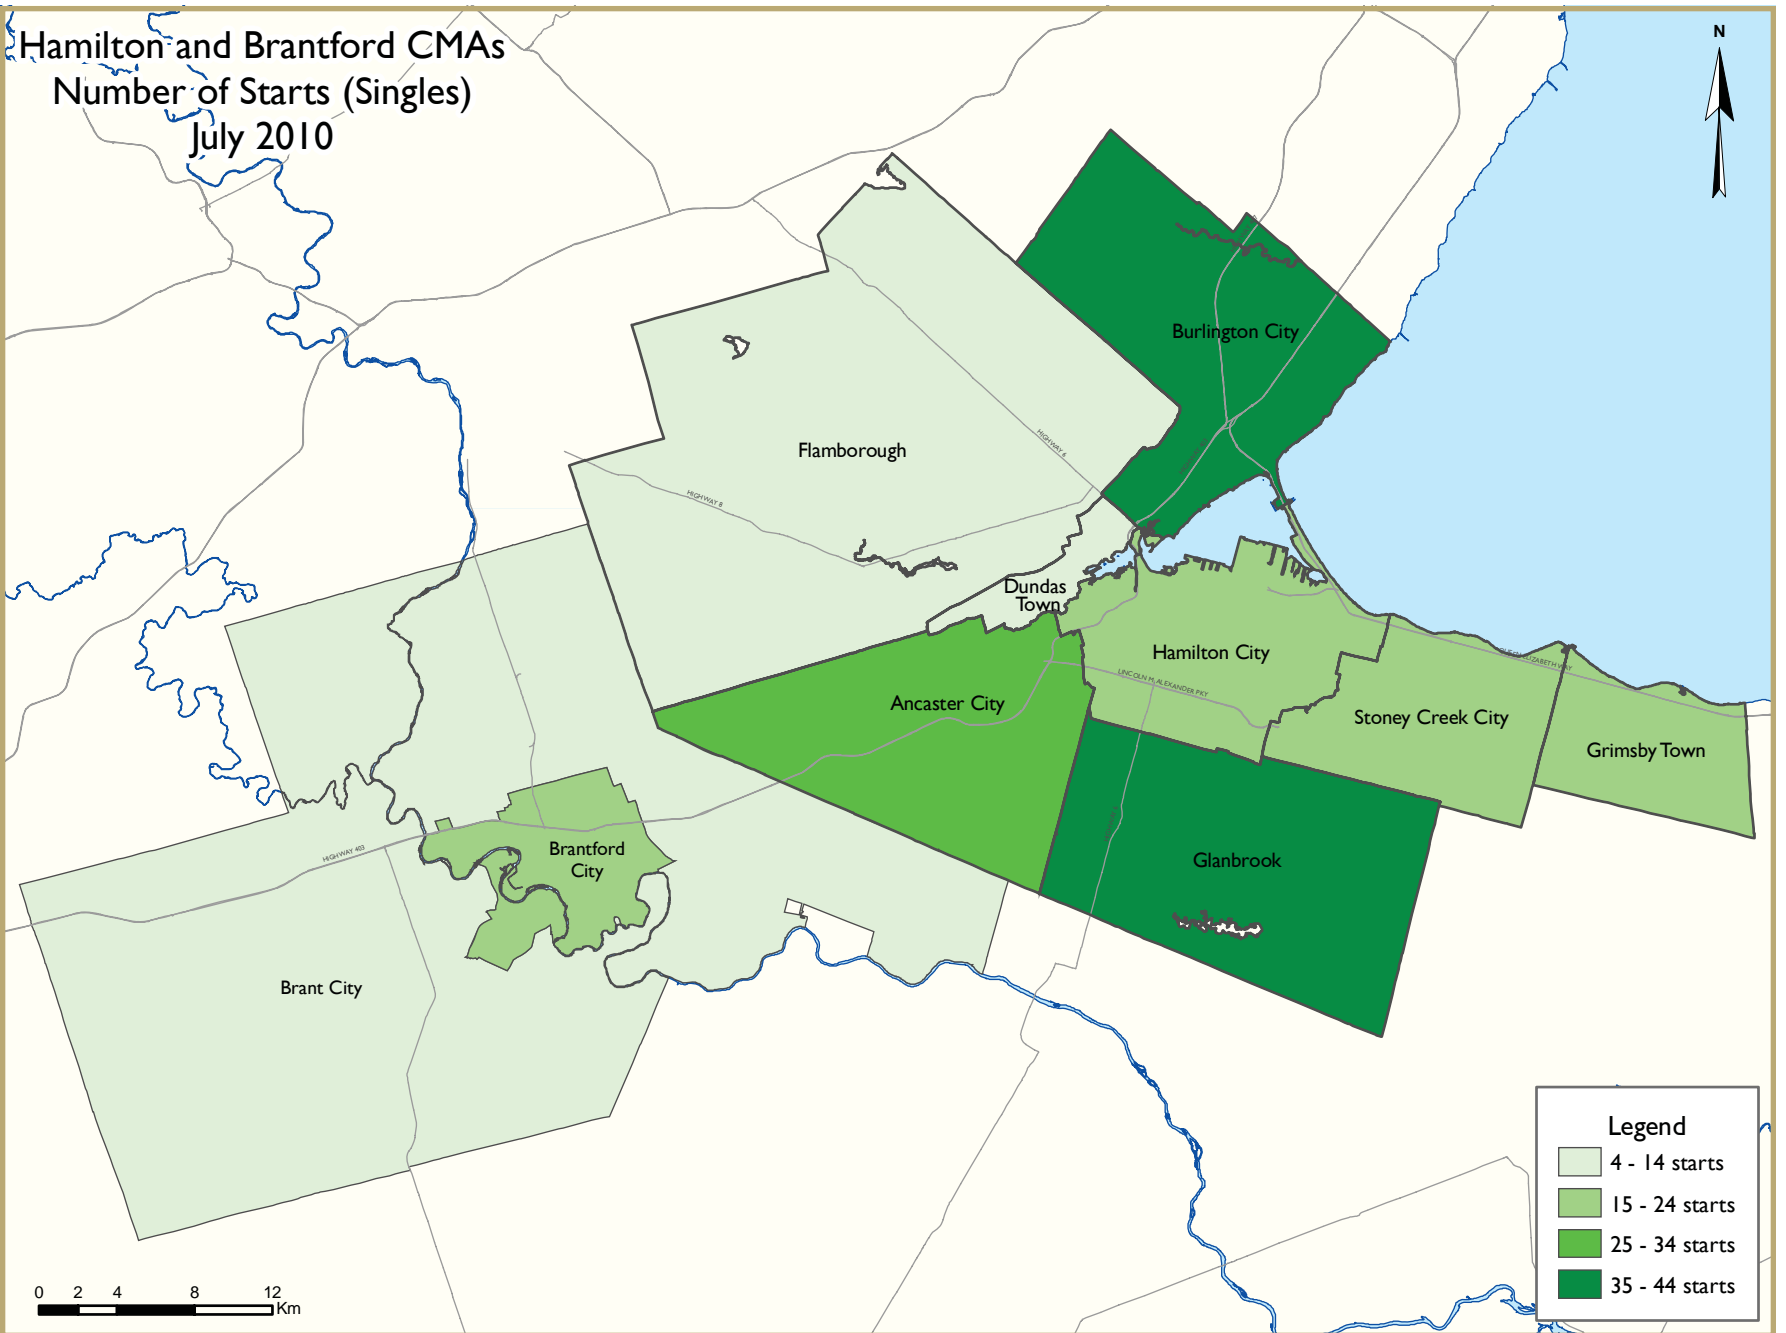 Hamilton and Brantford CMAs
Number of Starts (Singles)
July 2010
N
Burlington City
Flamborough
HIGHWAY 6
HIGHWAY 8
Dundas
Town
Hamilton City
LINCOLN M. ALEXANDER PKY
QUEEN ELIZABETH WAY
Ancaster City
Stoney Creek City
Grimsby Town
Glanbrook
Brantford
City
HIGHWAY 403
Brant City
Legend
4 - 14 starts
15 - 24 starts
25 - 34 starts
35 - 44 starts
0 2 4 8 12
Km